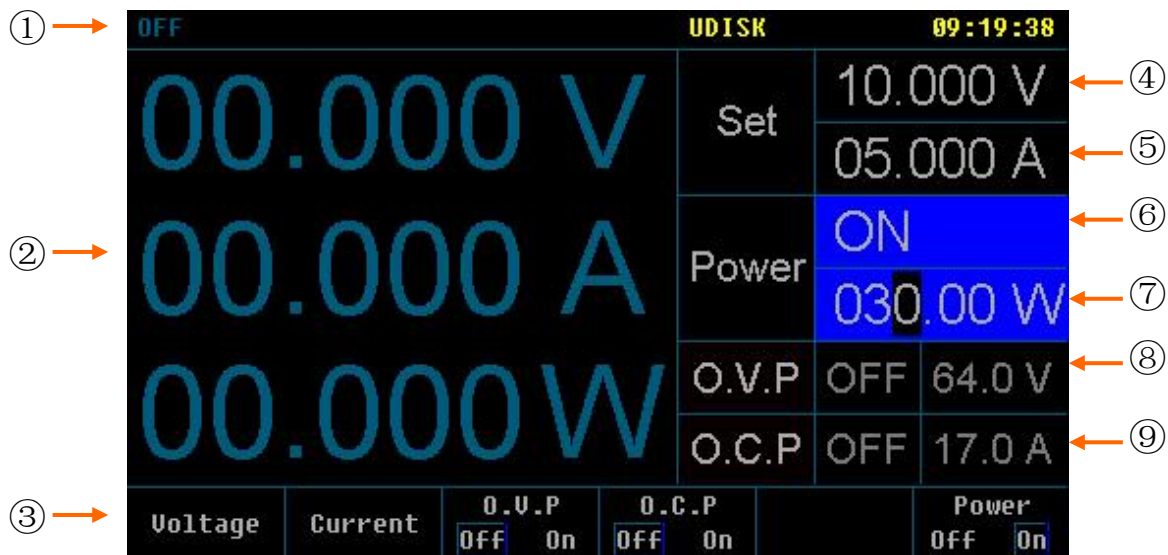 ① OFF UDISK 09:19:38
00.000 V
② 00.000 A
00.000 W
Set
10.000 V ④
05.000 A ⑤
Power
ON ⑥
030.00 W ⑦
O.V.P OFF 64.0 V ⑧
O.C.P OFF 17.0 A ⑨
③ Voltage Current O.V.P O.C.P Power
Off On Off On Off On